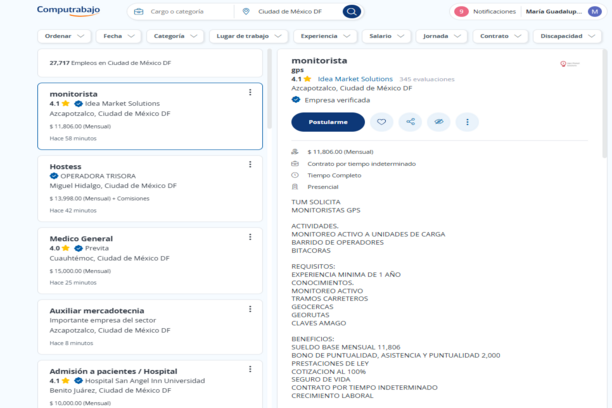 Computrabajo
Cargo o categoría
Ciudad de México DF
9 Notificaciones
María Guadalup... M
Ordenar
Fecha
Categoría
Lugar de trabajo
Experiencia
Salario
Jornada
Contrato
Discapacidad
27,717 Empleos en Ciudad de México DF
monitorista
4.1 Idea Market Solutions
Azcapotzalco, Ciudad de México DF
$ 11,806.00 (Mensual)
Hace 58 minutos
Hostess
OPERADORA TRISORA
Miguel Hidalgo, Ciudad de México DF
$ 13,998.00 (Mensual) + Comisiones
Hace 42 minutos
Medico General
4.0 Previta
Cuauhtémoc, Ciudad de México DF
$ 15,000.00 (Mensual)
Hace 25 minutos
Auxiliar mercadotecnia
Importante empresa del sector
Azcapotzalco, Ciudad de México DF
Hace 8 minutos
Admisión a pacientes / Hospital
4.1 Hospital San Angel Inn Universidad
Benito Juárez, Ciudad de México DF
$ 10,000.00 (Mensual)
monitorista
gps
4.1 Idea Market Solutions 345 evaluaciones
Azcapotzalco, Ciudad de México DF
Empresa verificada
Postularme
$ 11,806.00 (Mensual)
Contrato por tiempo indeterminado
Tiempo Completo
Presencial
TUM SOLICITA
MONITORISTAS GPS
ACTIVIDADES.
MONITOREO ACTIVO A UNIDADES DE CARGA
BARRIDO DE OPERADORES
BITACORAS
REQUISITOS:
EXPERIENCIA MINIMA DE 1 AÑO
CONOCIMIENTOS.
MONITOREO ACTIVO
TRAMOS CARRETEROS
GEOCERCAS
GEORUTAS
CLAVES AMAGO
BENEFICIOS:
SUELDO BASE MENSUAL 11,806
BONO DE PUNTUALIDAD, ASISTENCIA Y PUNTUALIDAD 2,000
PRESTACIONES DE LEY
COTIZACION AL 100%
SEGURO DE VIDA
CONTRATO POR TIEMPO INDETERMINADO
CRECIMIENTO LABORAL